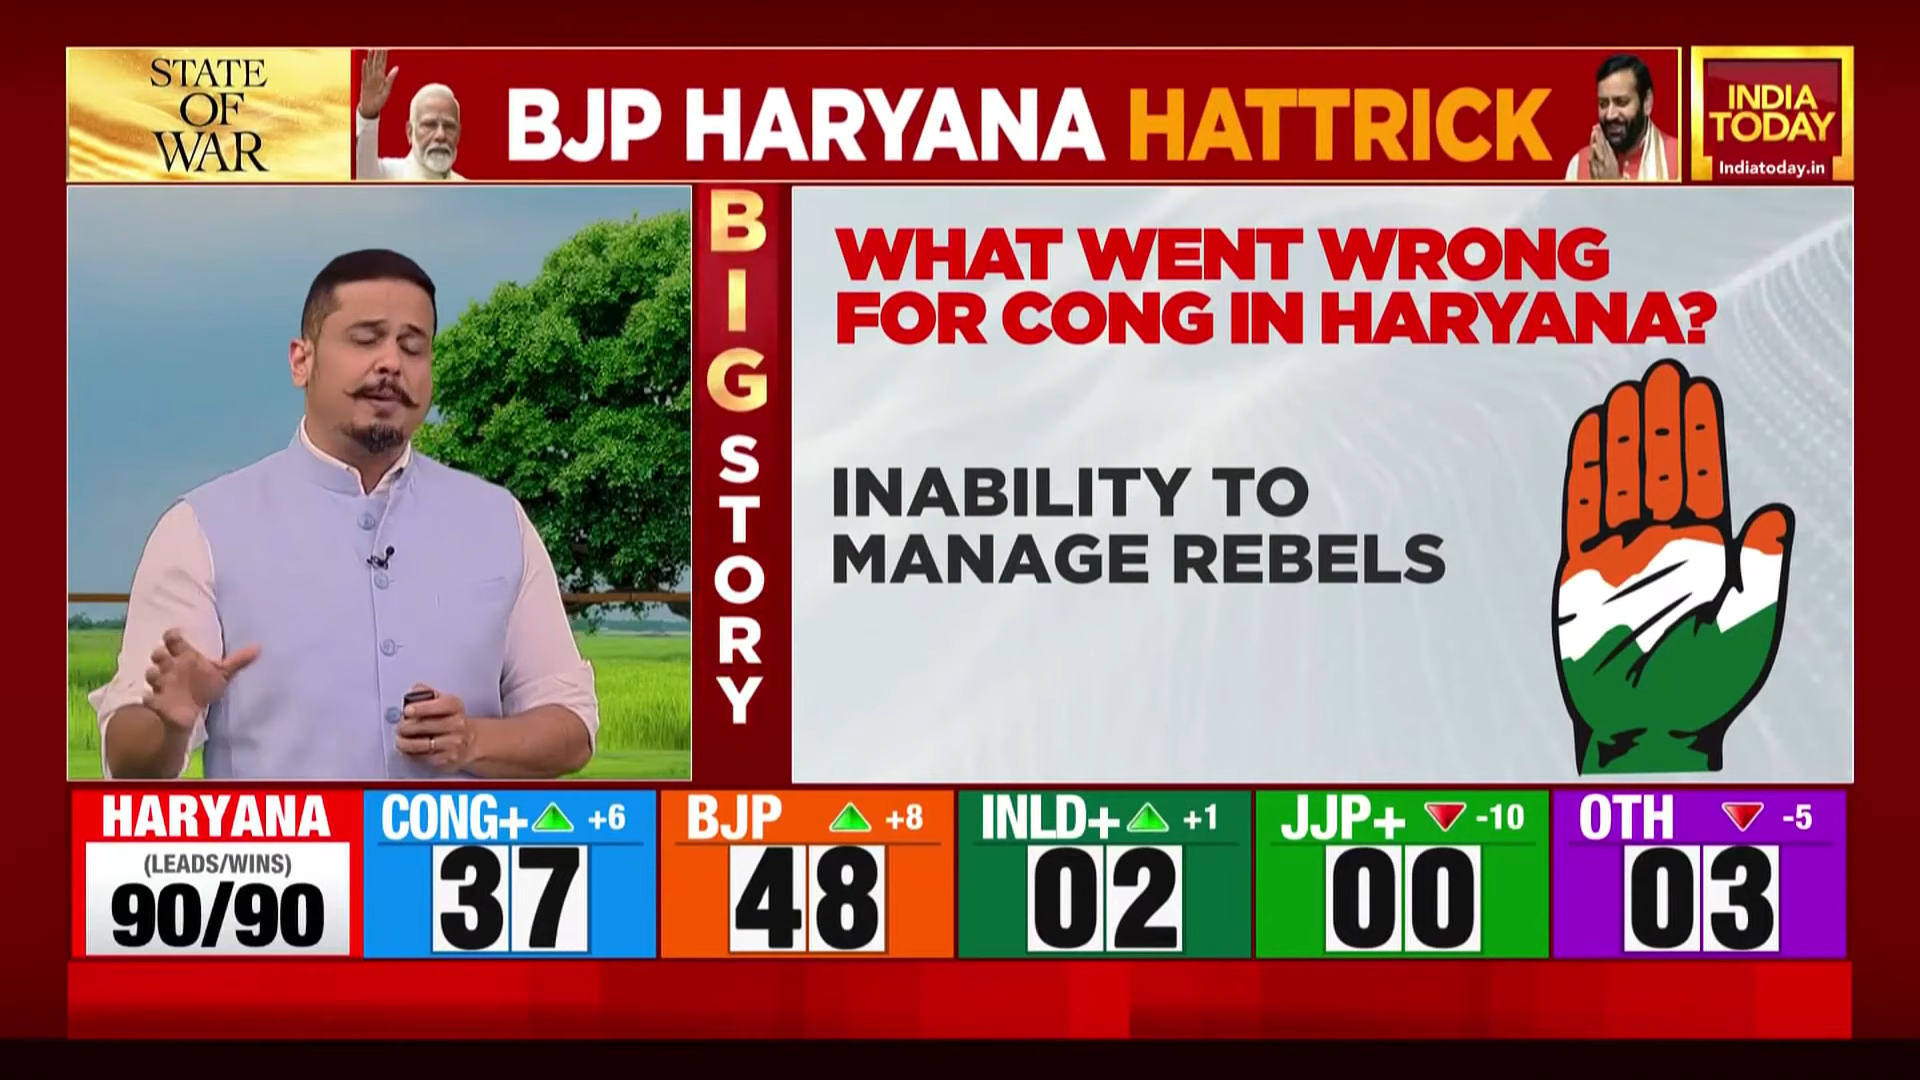 STATE
OF
WAR
BJP HARYANA HATTRICK
INDIA
TODAY
Indiatoday.in
BIG STORY
WHAT WENT WRONG
FOR CONG IN HARYANA?
INABILITY TO
MANAGE REBELS
HARYANA
(LEADS/WINS)
90/90
CONG+ +6
37
BJP +8
48
INLD+ +1
02
JJP+ -10
00
OTH -5
03